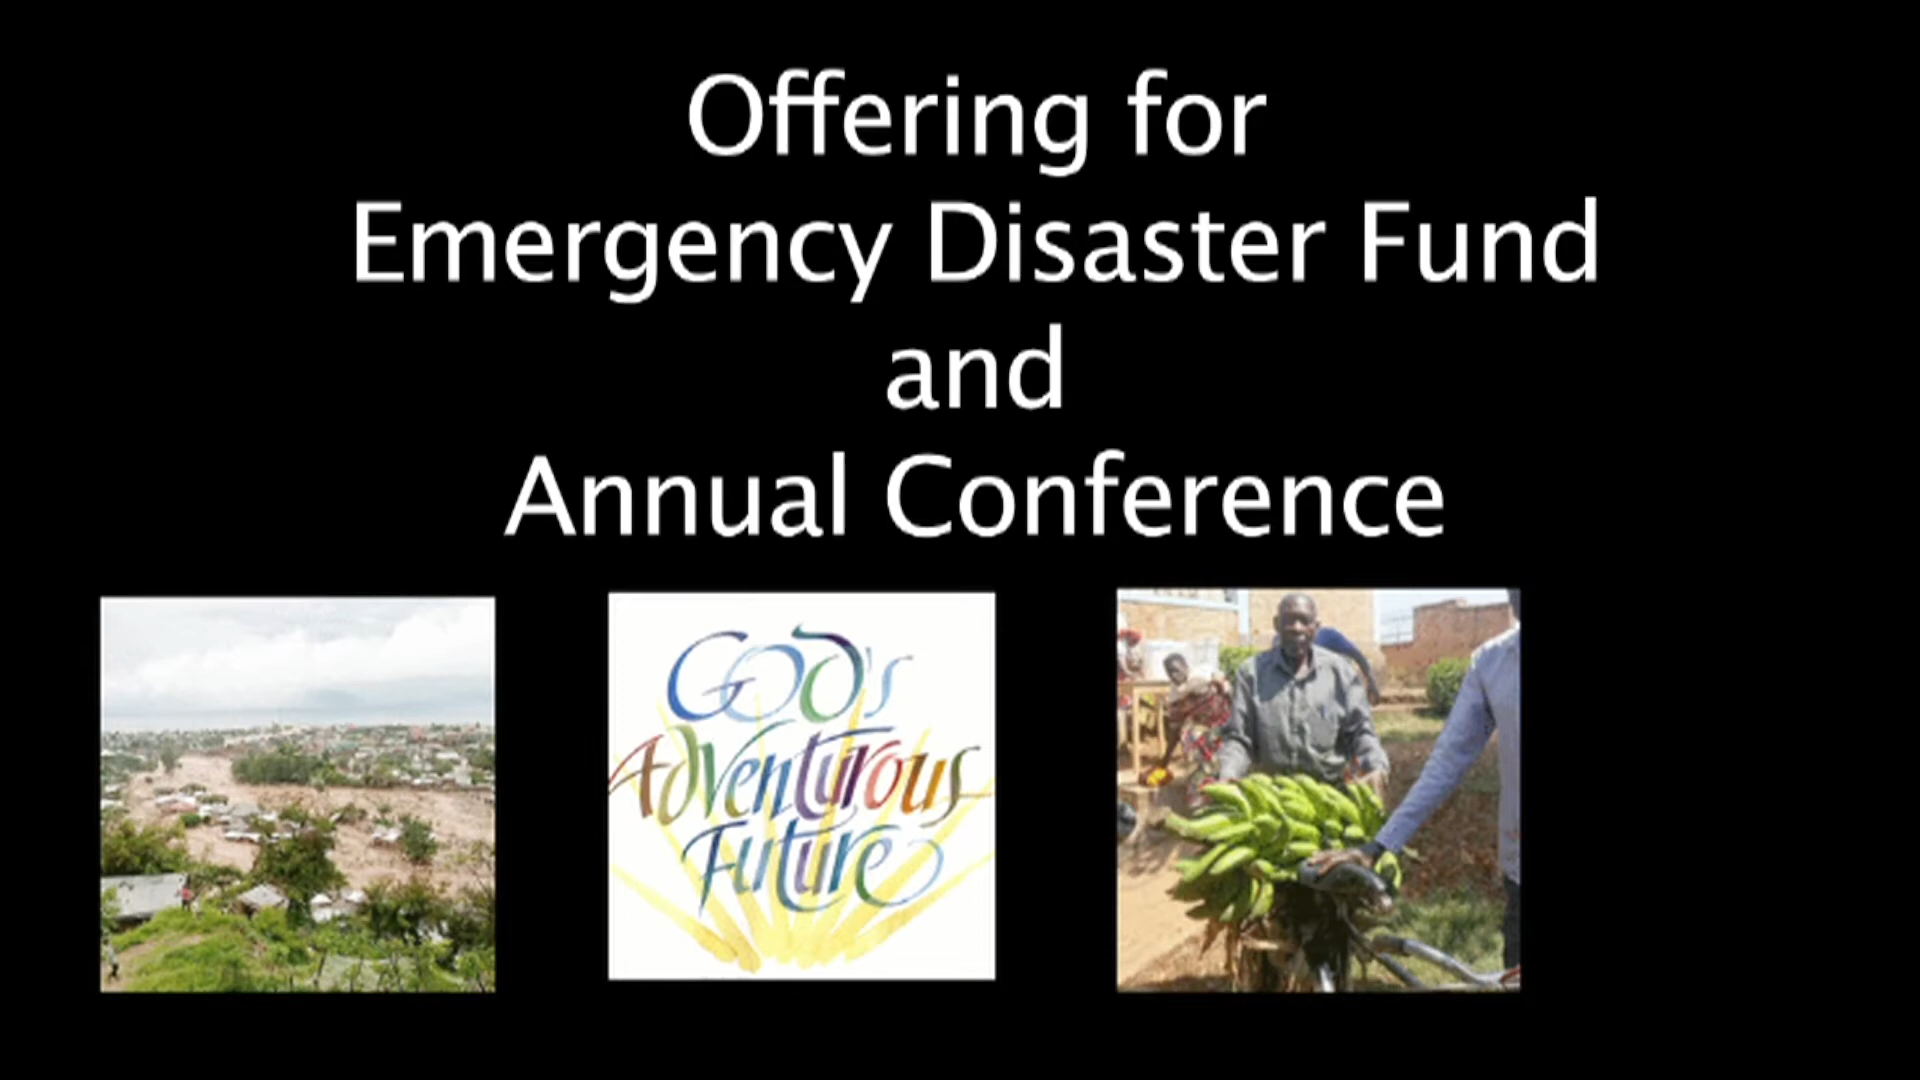 Offering for
Emergency Disaster Fund
and
Annual Conference
God's
Adventurous
Future